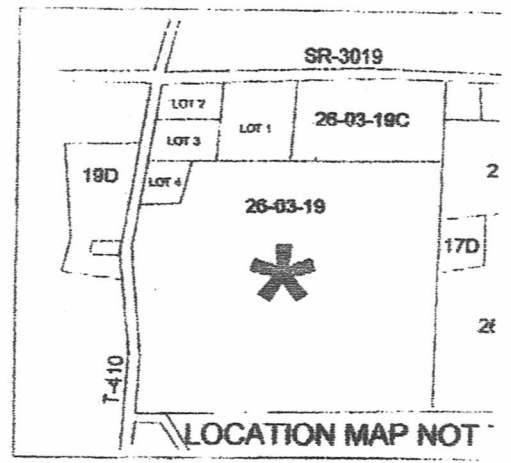 SR-3019
LOT 2
LOT 1
26-03-19C
LOT 3
19D
LOT 4
2
26-03-19
17D
T-410
LOCATION MAP NOT